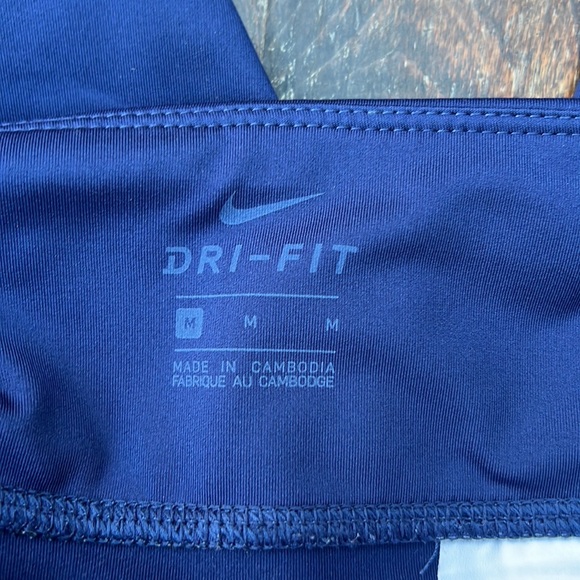 DRI-FIT
M M M
MADE IN CAMBODIA
FABRIQUE AU CAMBODGE